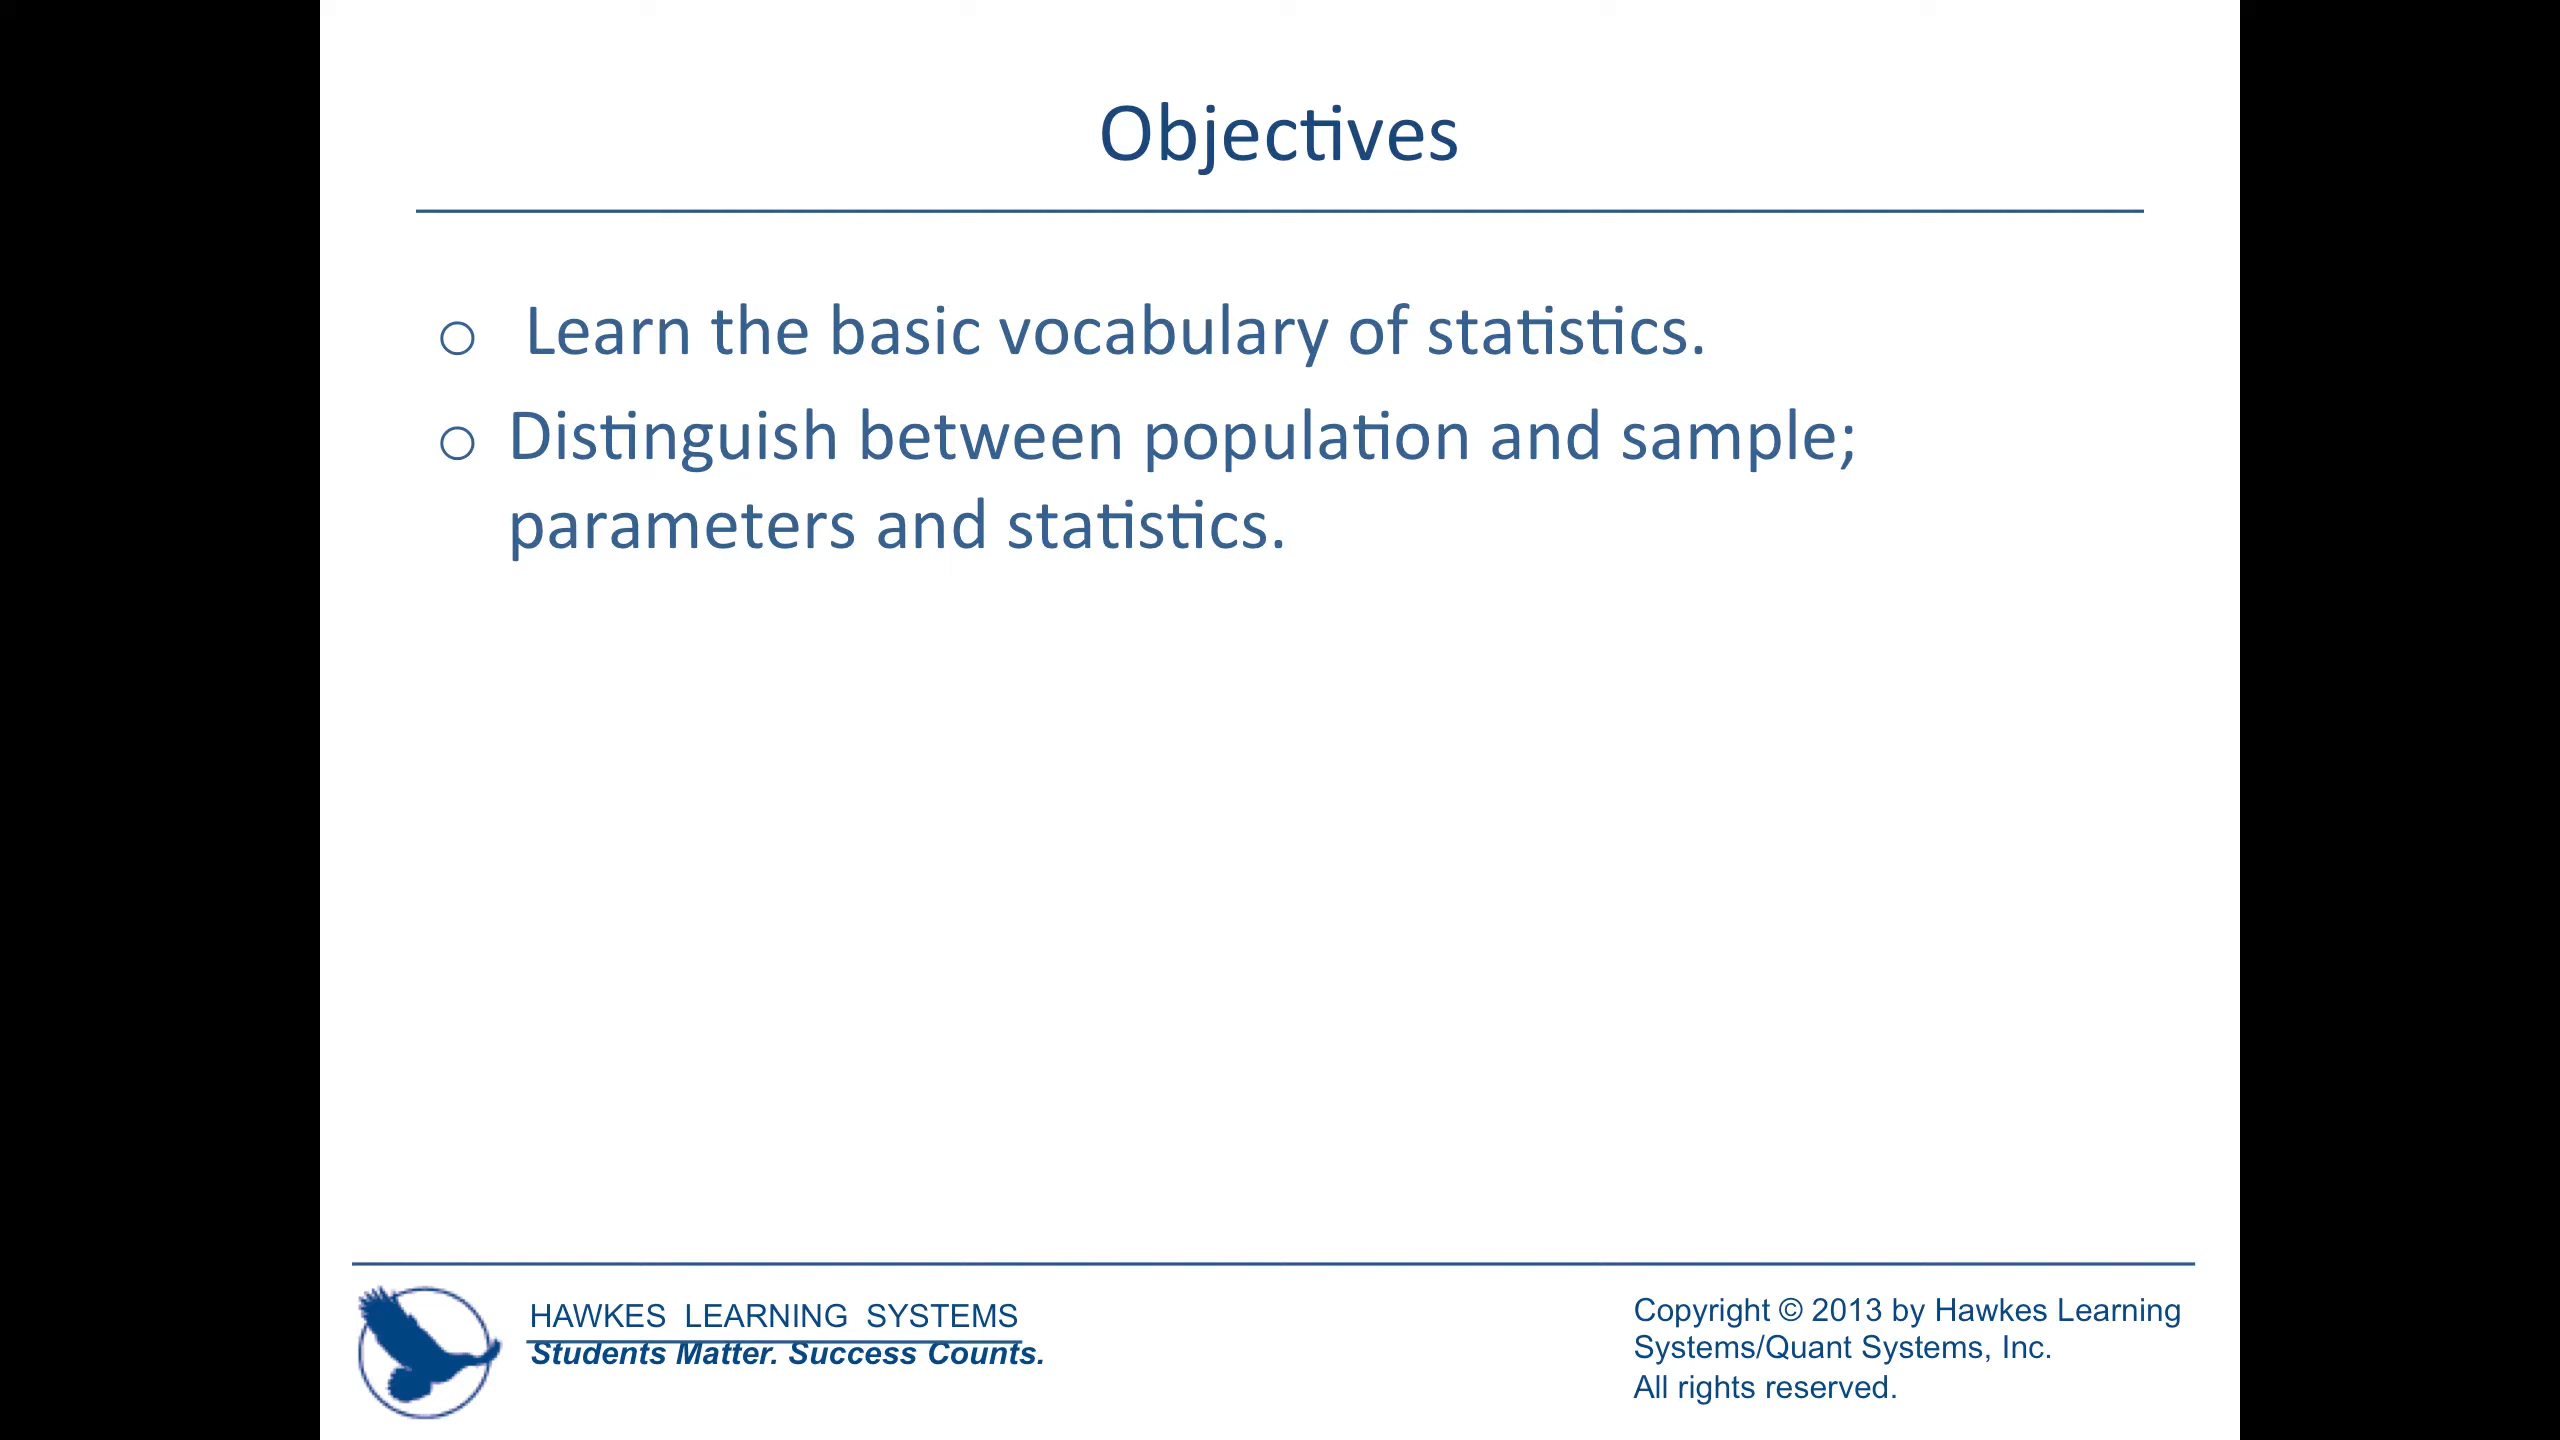 Objectives
○ Learn the basic vocabulary of statistics.
○ Distinguish between population and sample;
parameters and statistics.
HAWKES LEARNING SYSTEMS
Students Matter. Success Counts.
Copyright © 2013 by Hawkes Learning
Systems/Quant Systems, Inc.
All rights reserved.